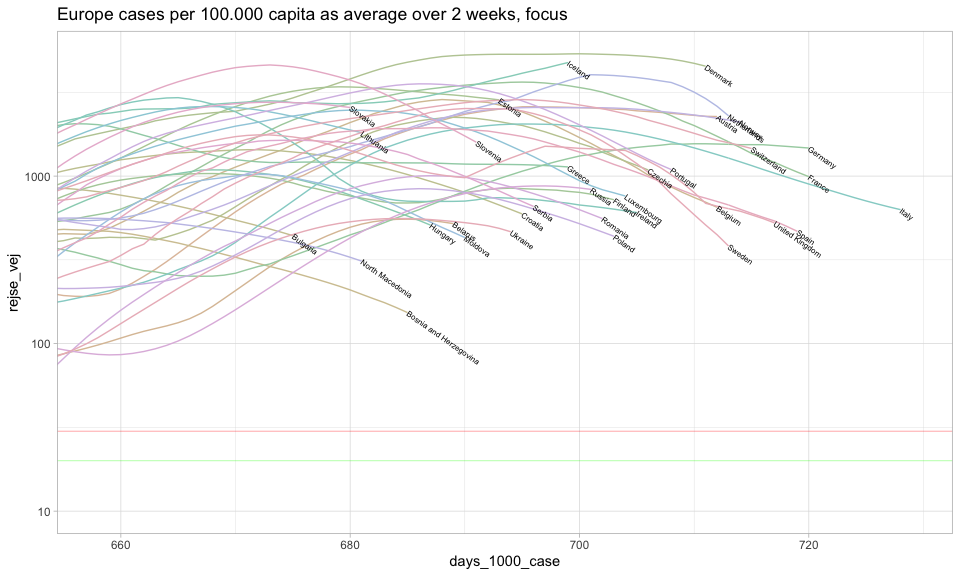 Europe cases per 100.000 capita as average over 2 weeks, focus
rejse_vej
1000
100
10
Iceland
Denmark
Estonia
Slovakia
Lithuania
Austria
Norway
Slovenia
Switzerland
Germany
Greece
Czechia
Portugal
France
Russia
Luxembourg
Finland
Ireland
Serbia
Croatia
Belgium
Italy
Romania
Poland
Spain
United Kingdom
Hungary
Belarus
Moldova
Ukraine
Bulgaria
Sweden
North Macedonia
Bosnia and Herzegovina
660
680
700
720
days_1000_case